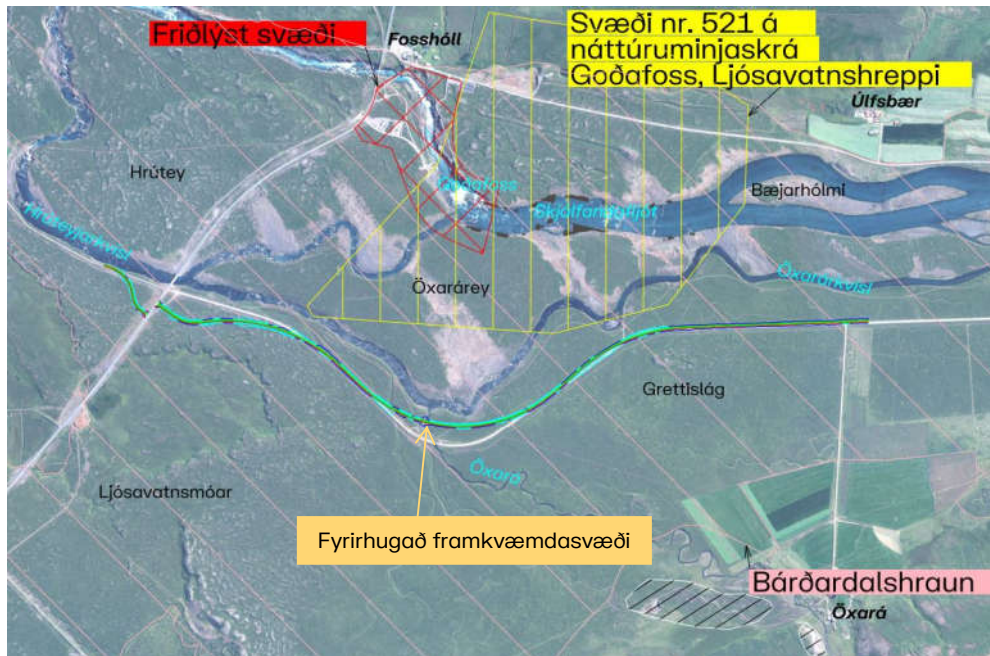 Friðlýst svæði
Fosshóll
Svæði nr. 521 á
náttúruminjaskrá
Goðafoss, Ljósavatnshreppi
Úlfsbær
Hrútey
Goðafoss
Bæjarhólmi
Hrúteyjarkvísl
Skjálfandafljót
Öxarárkvísl
Öxarárey
Grettislág
Öxará
Ljósavatnsmóar
Fyrirhugað framkvæmdasvæði
Bárðardalshraun
Öxará